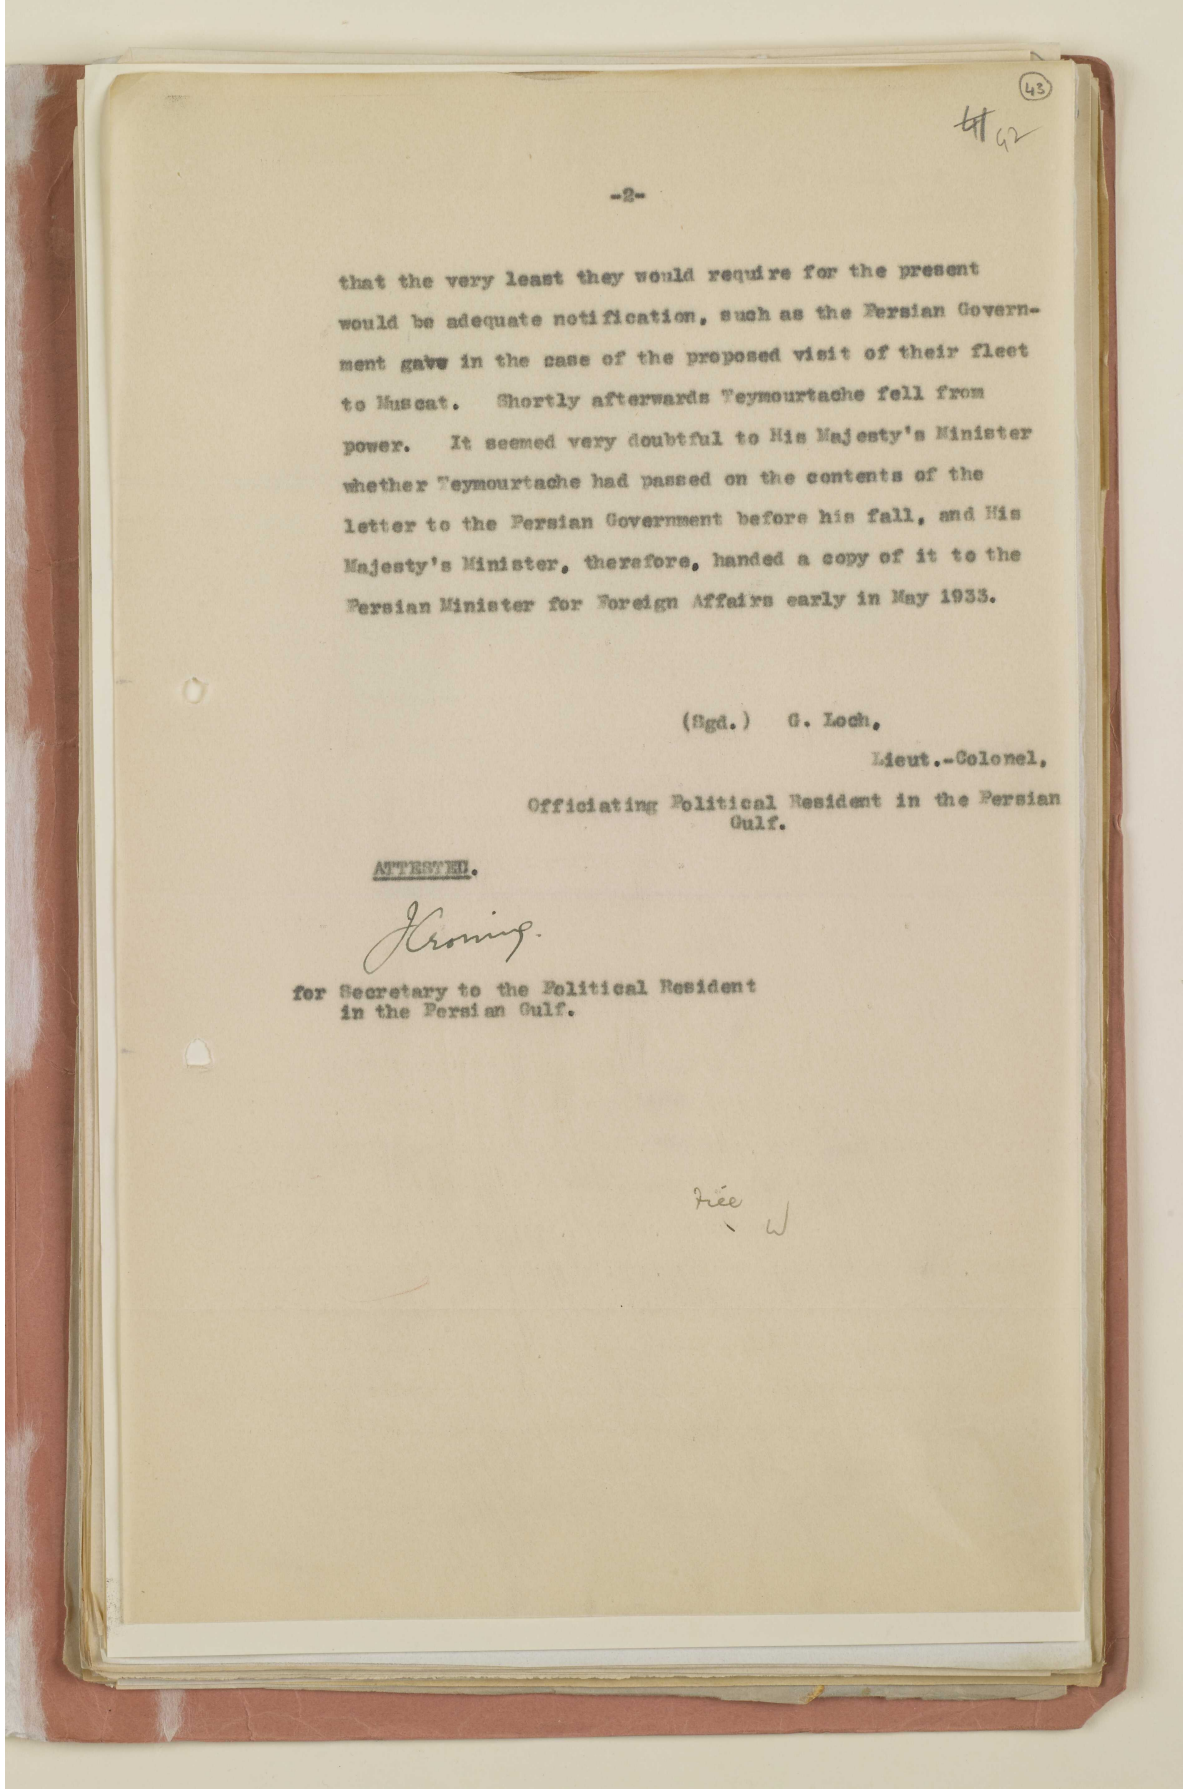 43
41 42
-2-
that the very least they would require for the present
would be adequate notification, such as the Persian Govern-
ment gave in the case of the proposed visit of their fleet
to Muscat. Shortly afterwards Teymourtache fell from
power. It seemed very doubtful to His Majesty's Minister
whether Teymourtache had passed on the contents of the
letter to the Persian Government before his fall, and His
Majesty's Minister, therefore, handed a copy of it to the
Persian Minister for Foreign Affairs early in May 1933.
(Sgd.) G. Loch.
Lieut.-Colonel.
Officiating Political Resident in the Persian
Gulf.
ATTESTED.
for Secretary to the Political Resident
in the Persian Gulf.